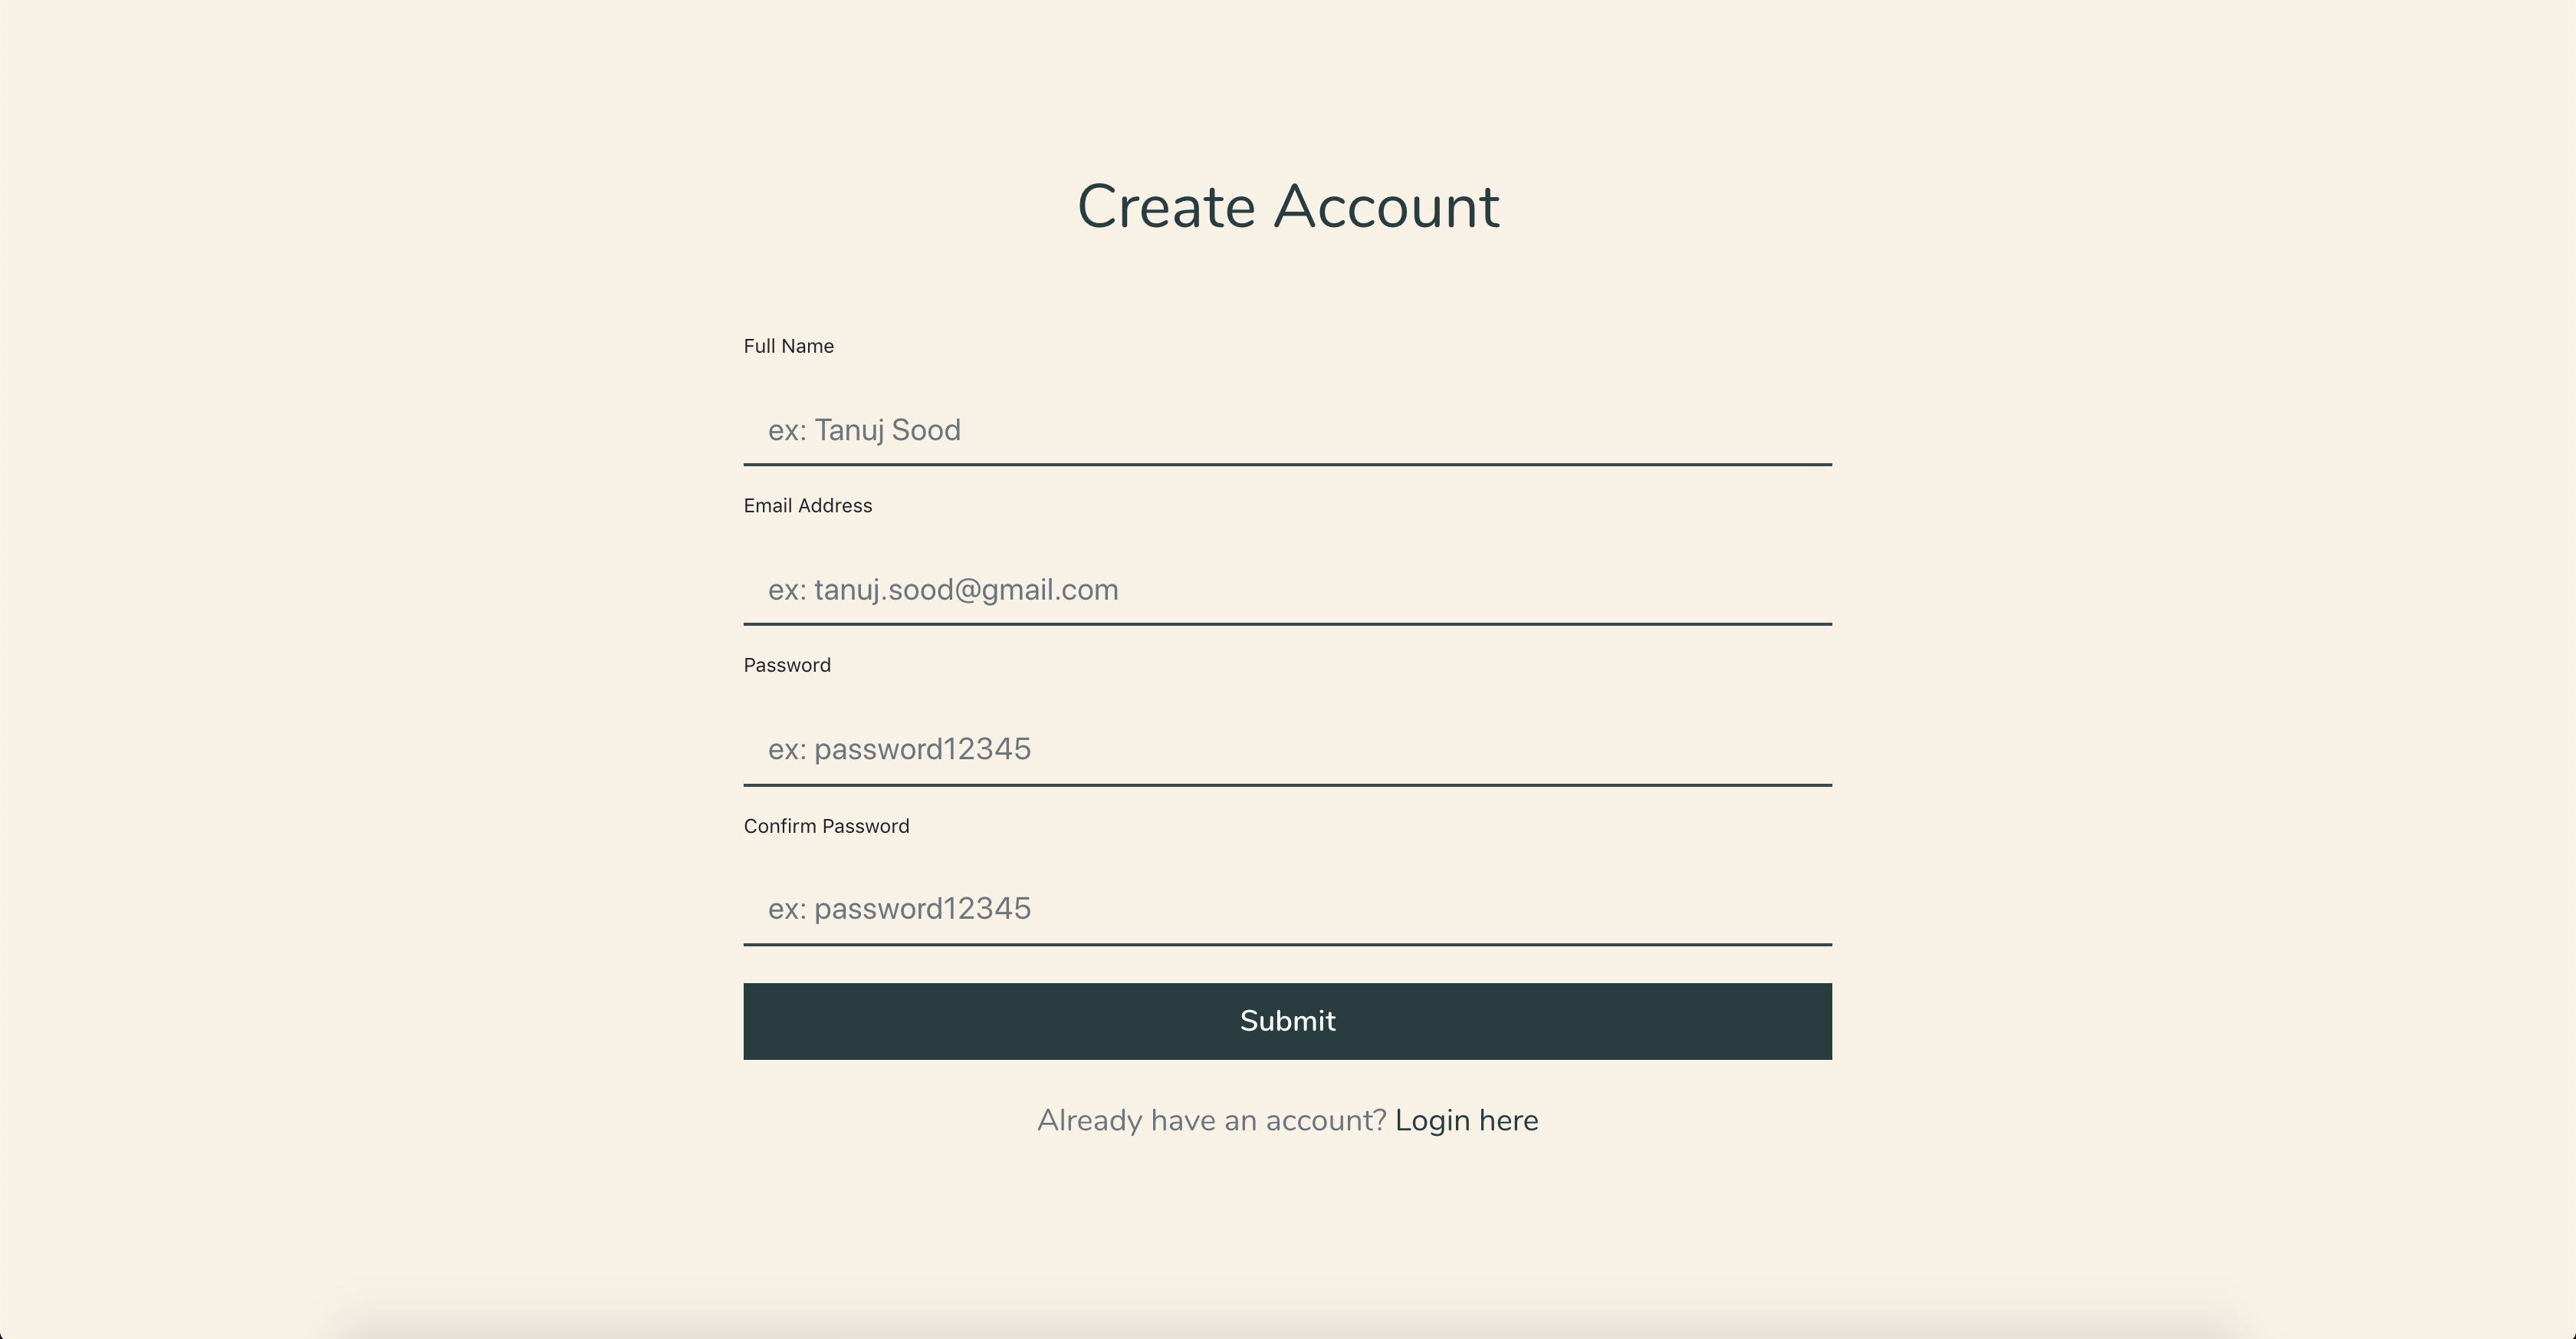 Create Account
Full Name
ex: Tanuj Sood
Email Address
ex: tanuj.sood@gmail.com
Password
ex: password12345
Confirm Password
ex: password12345
Submit
Already have an account? Login here